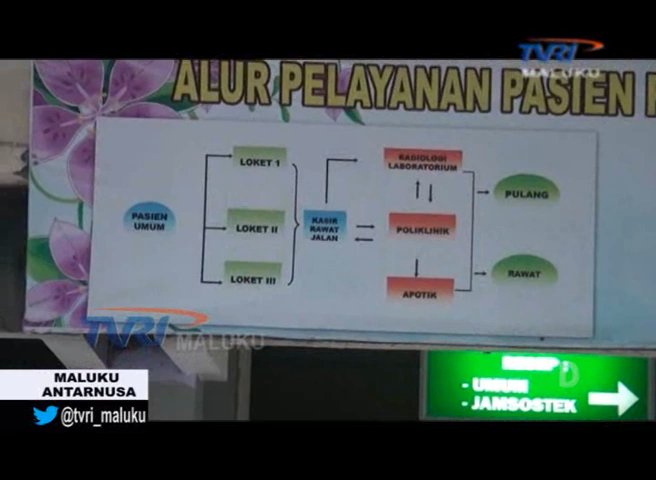 TVRI
MALUKU
ALUR PELAYANAN PASIEN
LOKET 1
RADIOLOGI
LABORATORIUM
PULANG
PASIEN
UMUM
LOKET II
KASIR
RAWAT
JALAN
POLIKLINIK
LOKET III
APOTIK
RAWAT
TVRI MALUKU
RESEP :
- UMUM
- JAMSOSTEK
MALUKU
ANTARNUSA
@tvri_maluku